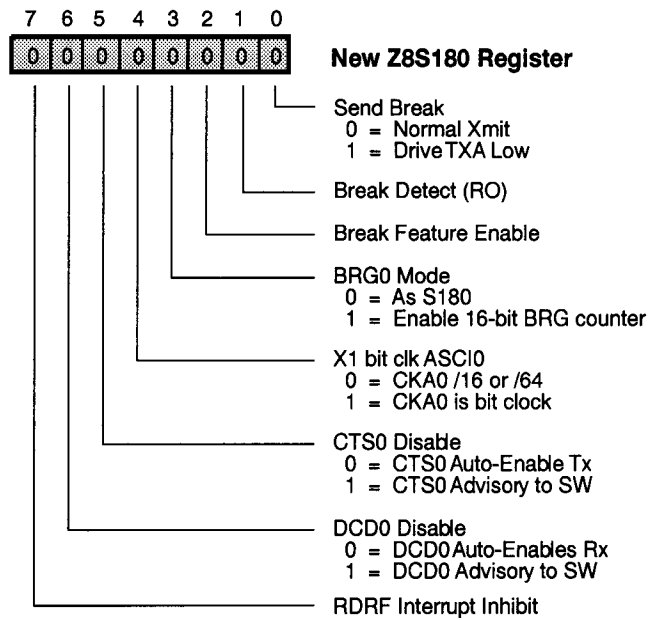 7 6 5 4 3 2 1 0
0 0 0 0 0 0 0 0
New Z8S180 Register
Send Break
0 = Normal Xmit
1 = Drive TXA Low
Break Detect (RO)
Break Feature Enable
BRG0 Mode
0 = As S180
1 = Enable 16-bit BRG counter
X1 bit clk ASCI0
0 = CKA0 /16 or /64
1 = CKA0 is bit clock
CTS0 Disable
0 = CTS0 Auto-Enable Tx
1 = CTS0 Advisory to SW
DCD0 Disable
0 = DCD0 Auto-Enables Rx
1 = DCD0 Advisory to SW
RDRF Interrupt Inhibit